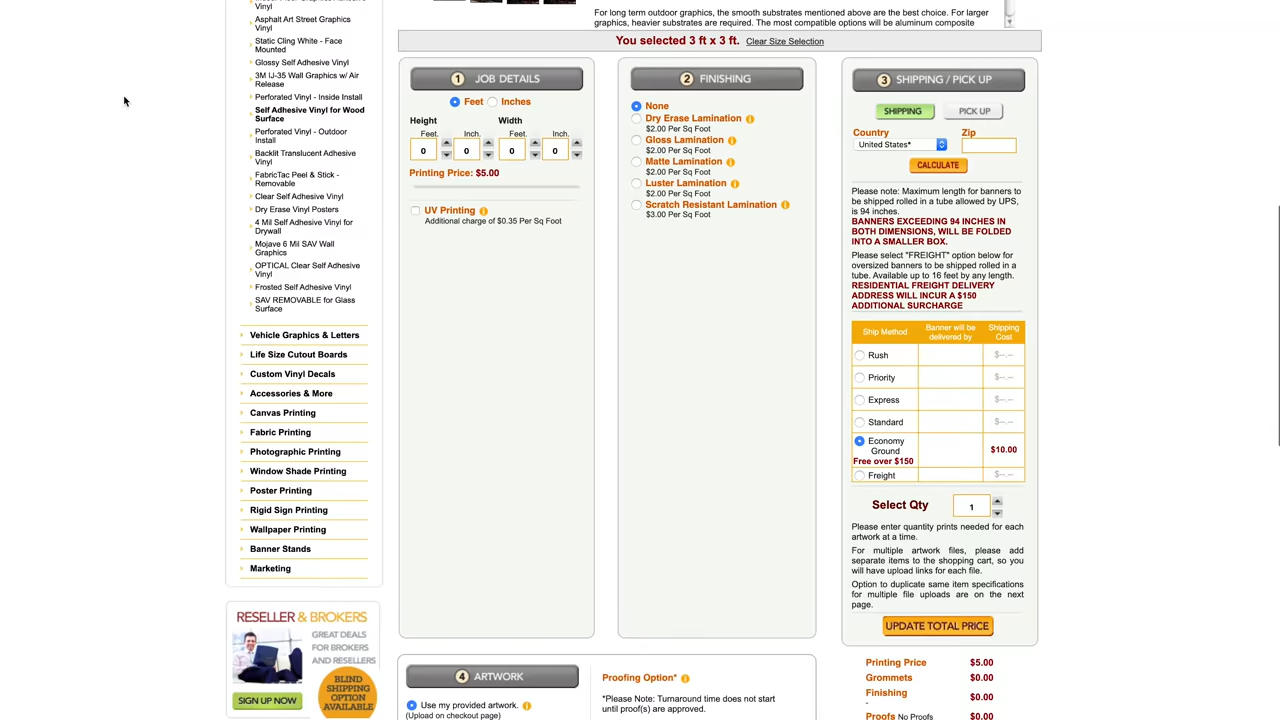 Vinyl
Asphalt Art Street Graphics
Vinyl
Static Cling White - Face
Mounted
Glossy Self Adhesive Vinyl
3M IJ-35 Wall Graphics w/ Air
Release
Perforated Vinyl - Inside Install
Self Adhesive Vinyl for Wood
Surface
Perforated Vinyl - Outdoor
Install
Backlit Translucent Adhesive
Vinyl
FabricTac Peel & Stick -
Removable
Clear Self Adhesive Vinyl
Dry Erase Vinyl Posters
4 Mil Self Adhesive Vinyl for
Drywall
Mojave 6 Mil SAV Wall
Graphics
OPTICAL Clear Self Adhesive
Vinyl
Frosted Self Adhesive Vinyl
SAV REMOVABLE for Glass
Surface
Vehicle Graphics & Letters
Life Size Cutout Boards
Custom Vinyl Decals
Accessories & More
Canvas Printing
Fabric Printing
Photographic Printing
Window Shade Printing
Poster Printing
Rigid Sign Printing
Wallpaper Printing
Banner Stands
Marketing
RESELLER & BROKERS
GREAT DEALS
FOR BROKERS
AND RESELLERS
BLIND
SHIPPING
OPTION
AVAILABLE
SIGN UP NOW
For long term outdoor graphics, the smooth substrates mentioned above are the best choice. For larger
graphics, heavier substrates are required. The most compatible options will be aluminum composite
You selected 3 ft x 3 ft. Clear Size Selection
1 JOB DETAILS
Feet Inches
Height Width
Feet. Inch. Feet. Inch.
0 0 0 0
Printing Price: $5.00
UV Printing
Additional charge of $0.35 Per Sq Foot
2 FINISHING
None
Dry Erase Lamination
$2.00 Per Sq Foot
Gloss Lamination
$2.00 Per Sq Foot
Matte Lamination
$2.00 Per Sq Foot
Luster Lamination
$2.00 Per Sq Foot
Scratch Resistant Lamination
$3.00 Per Sq Foot
3 SHIPPING / PICK UP
SHIPPING PICK UP
Country Zip
United States*
CALCULATE
Please note: Maximum length for banners to
be shipped rolled in a tube allowed by UPS,
is 94 inches.
BANNERS EXCEEDING 94 INCHES IN
BOTH DIMENSIONS, WILL BE FOLDED
INTO A SMALLER BOX.
Please select "FREIGHT" option below for
oversized banners to be shipped rolled in a
tube. Available up to 16 feet by any length.
RESIDENTIAL FREIGHT DELIVERY
ADDRESS WILL INCUR A $150
ADDITIONAL SURCHARGE
Ship Method Banner will be delivered by Shipping Cost
Rush $--.--
Priority $--.--
Express $--.--
Standard $--.--
Economy
Ground $10.00
Free over $150
Freight $--.--
Select Qty 1
Please enter quantity prints needed for each
artwork at a time.
For multiple artwork files, please add
separate items to the shopping cart, so you
will have upload links for each file.
Option to duplicate same item specifications
for multiple file uploads are on the next
page.
UPDATE TOTAL PRICE
Printing Price $5.00
Grommets $0.00
Finishing $0.00
-
Proofs No Proofs $0.00
4 ARTWORK
Use my provided artwork.
(Upload on checkout page)
Proofing Option*
*Please Note: Turnaround time does not start
until proof(s) are approved.